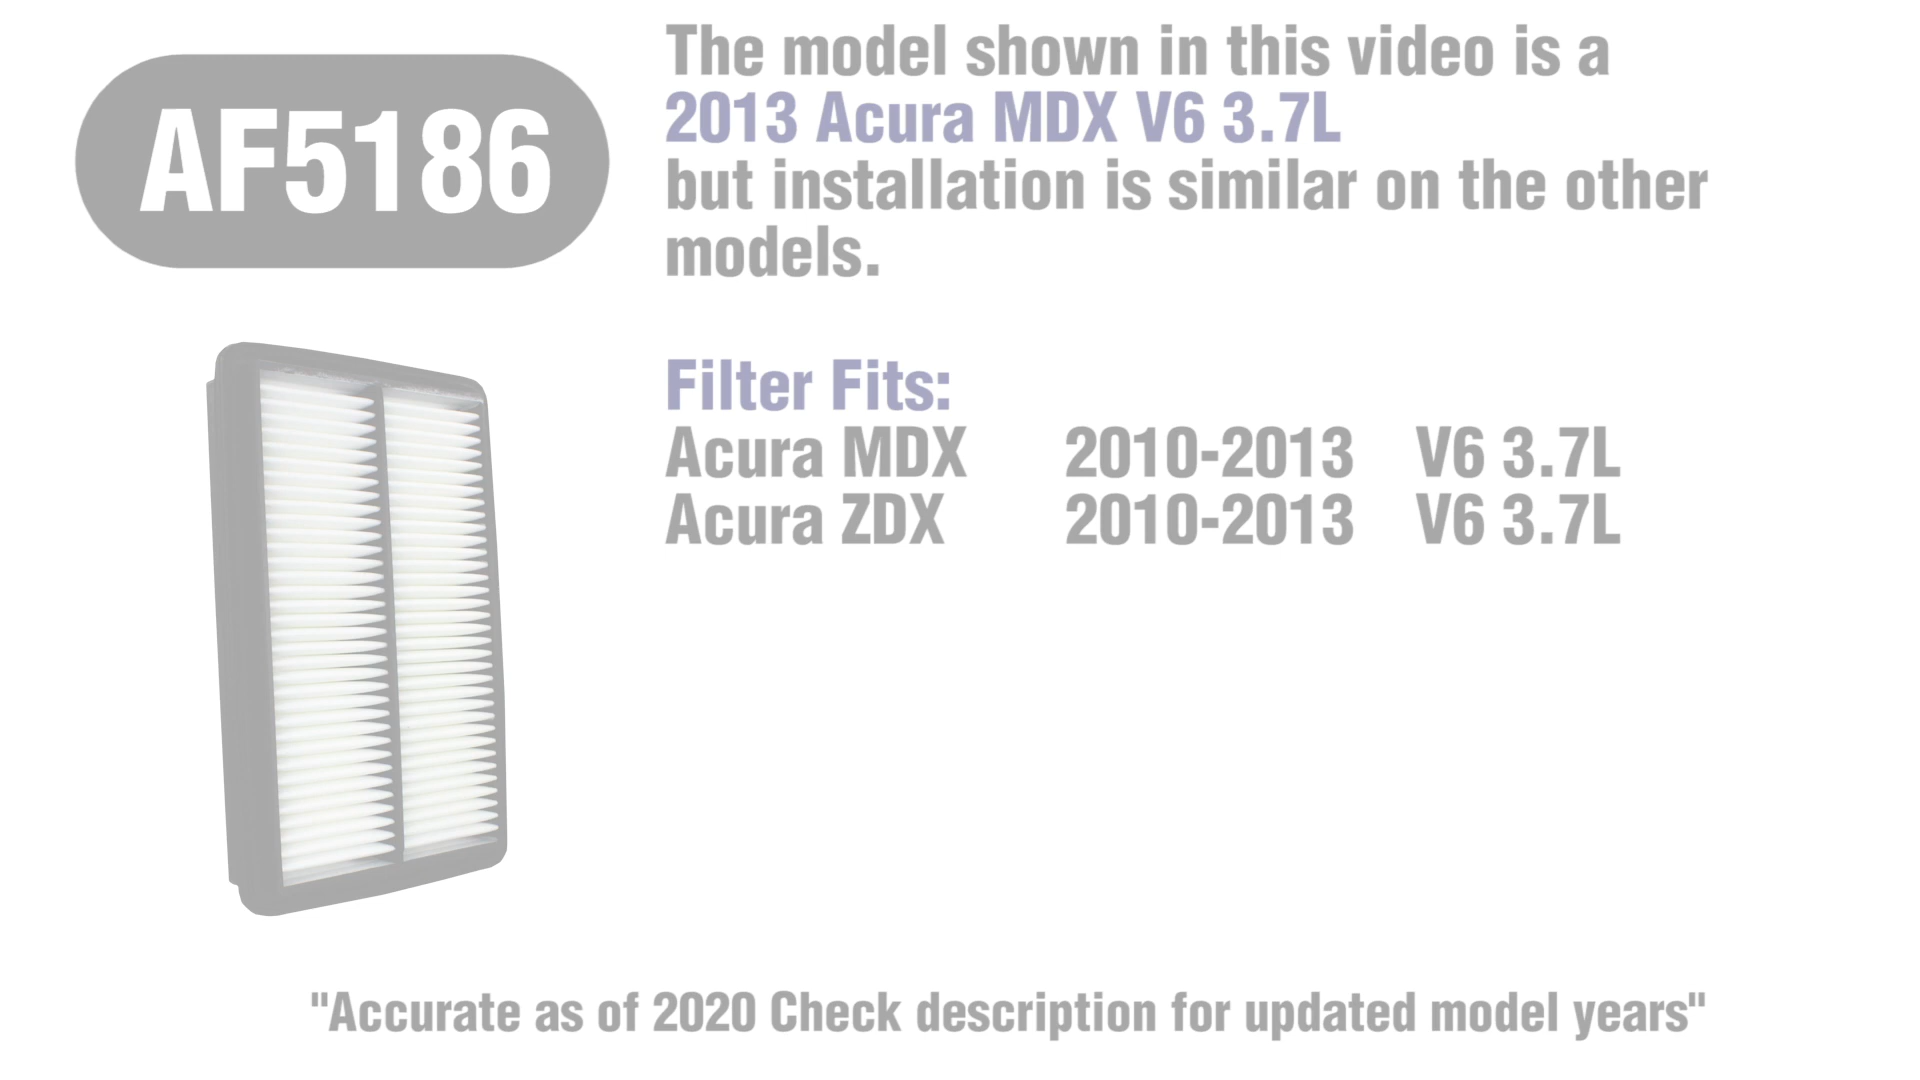 AF5186
The model shown in this video is a
2013 Acura MDX V6 3.7L
but installation is similar on the other
models.
Filter Fits:
Acura MDX 2010-2013 V6 3.7L
Acura ZDX 2010-2013 V6 3.7L
"Accurate as of 2020 Check description for updated model years"